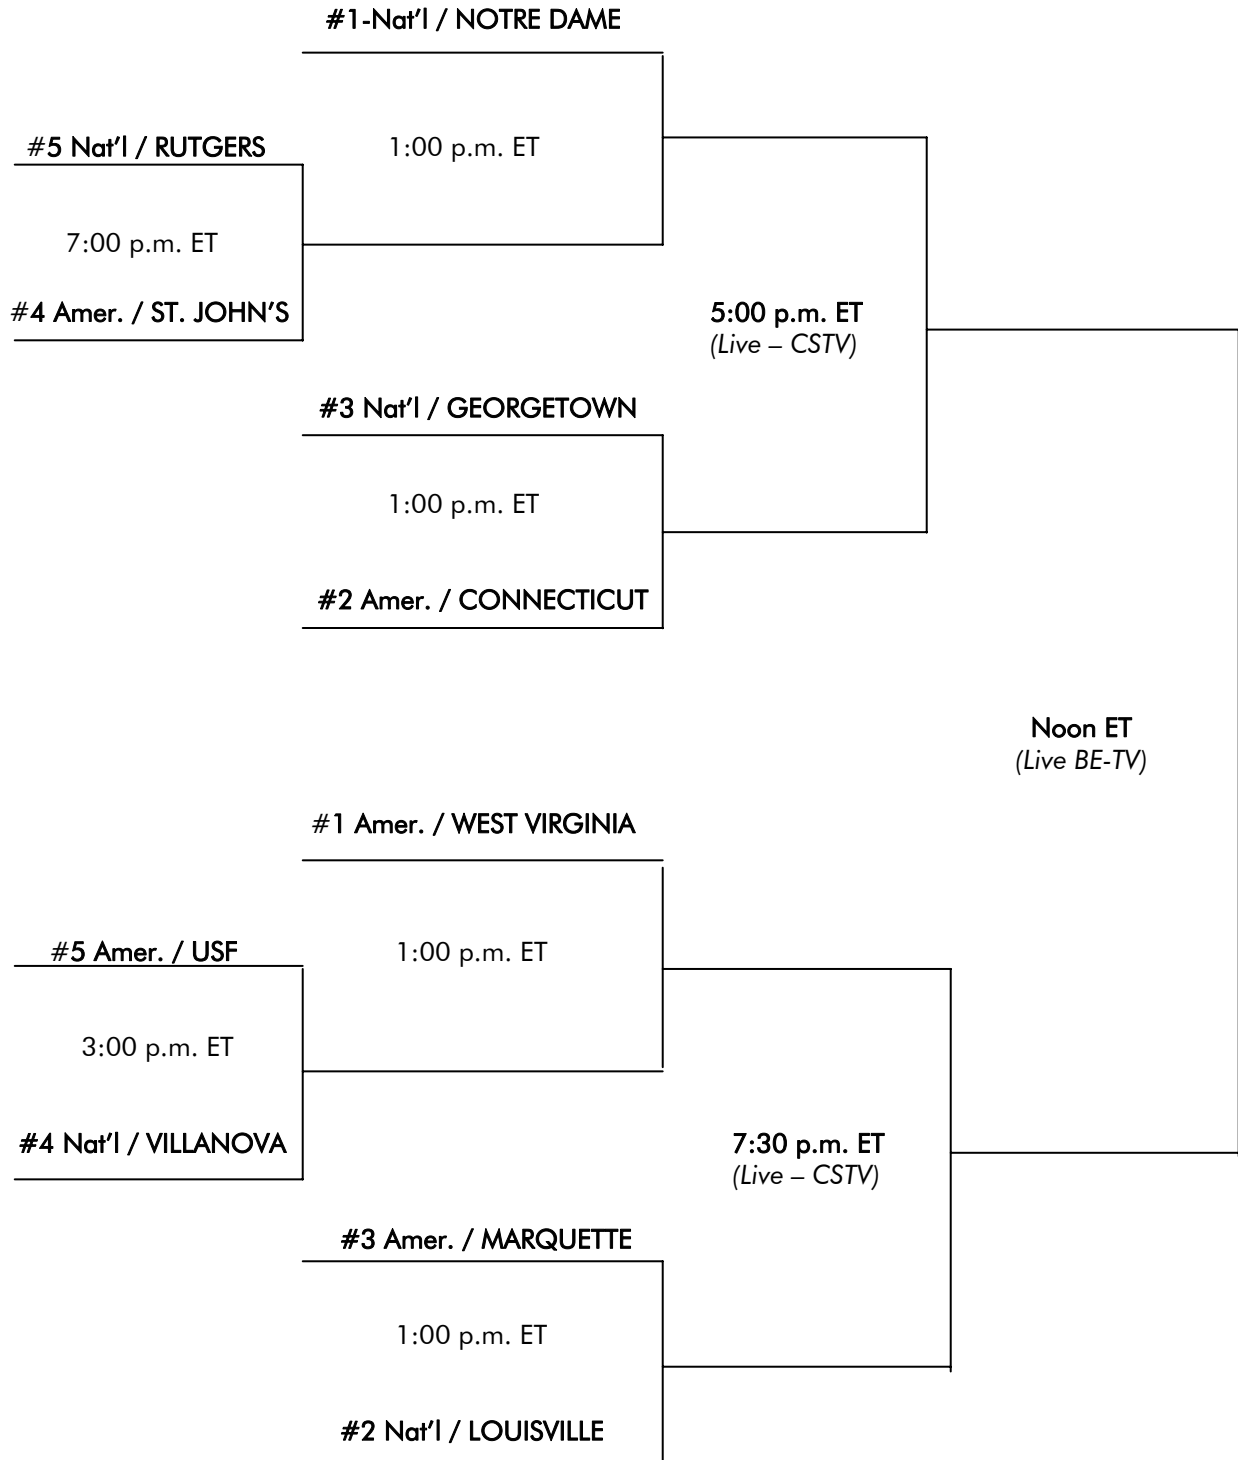 #1-Nat'l / NOTRE DAME
#5 Nat'l / RUTGERS
1:00 p.m. ET
7:00 p.m. ET
#4 Amer. / ST. JOHN'S
5:00 p.m. ET
(Live – CSTV)
#3 Nat'l / GEORGETOWN
1:00 p.m. ET
#2 Amer. / CONNECTICUT
Noon ET
(Live BE-TV)
#1 Amer. / WEST VIRGINIA
#5 Amer. / USF
1:00 p.m. ET
3:00 p.m. ET
#4 Nat'l / VILLANOVA
7:30 p.m. ET
(Live – CSTV)
#3 Amer. / MARQUETTE
1:00 p.m. ET
#2 Nat'l / LOUISVILLE